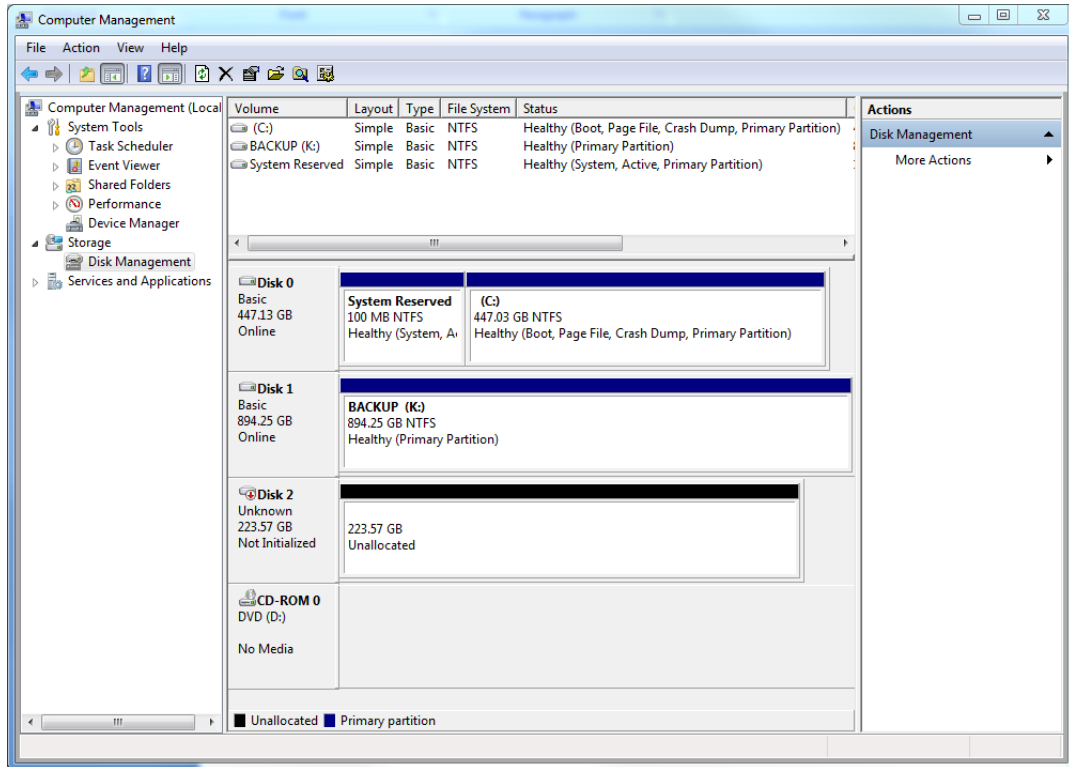 Computer Management
File Action View Help
Computer Management (Local
System Tools
Task Scheduler
Event Viewer
Shared Folders
Performance
Device Manager
Storage
Disk Management
Services and Applications
Volume Layout Type File System Status
(C:) Simple Basic NTFS Healthy (Boot, Page File, Crash Dump, Primary Partition)
BACKUP (K:) Simple Basic NTFS Healthy (Primary Partition)
System Reserved Simple Basic NTFS Healthy (System, Active, Primary Partition)
Disk 0
Basic
447.13 GB
Online
System Reserved
100 MB NTFS
Healthy (System, A
(C:)
447.03 GB NTFS
Healthy (Boot, Page File, Crash Dump, Primary Partition)
Disk 1
Basic
894.25 GB
Online
BACKUP (K:)
894.25 GB NTFS
Healthy (Primary Partition)
Disk 2
Unknown
223.57 GB
Not Initialized
223.57 GB
Unallocated
CD-ROM 0
DVD (D:)
No Media
Unallocated Primary partition
Actions
Disk Management
More Actions